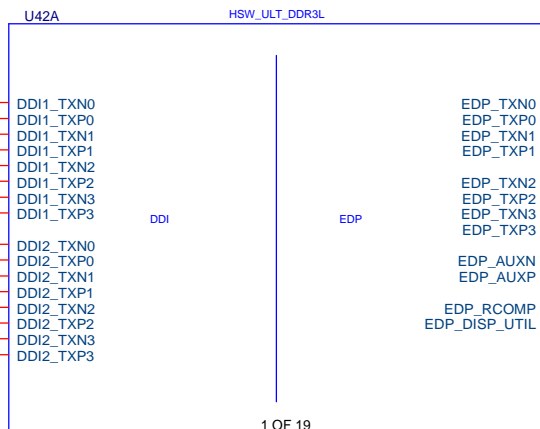 U42A
HSW_ULT_DDR3L
DDI1_TXN0
DDI1_TXP0
DDI1_TXN1
DDI1_TXP1
DDI1_TXN2
DDI1_TXP2
DDI1_TXN3
DDI1_TXP3
DDI2_TXN0
DDI2_TXP0
DDI2_TXN1
DDI2_TXP1
DDI2_TXN2
DDI2_TXP2
DDI2_TXN3
DDI2_TXP3
DDI
EDP
EDP_TXN0
EDP_TXP0
EDP_TXN1
EDP_TXP1
EDP_TXN2
EDP_TXP2
EDP_TXN3
EDP_TXP3
EDP_AUXN
EDP_AUXP
EDP_RCOMP
EDP_DISP_UTIL
1 OF 19